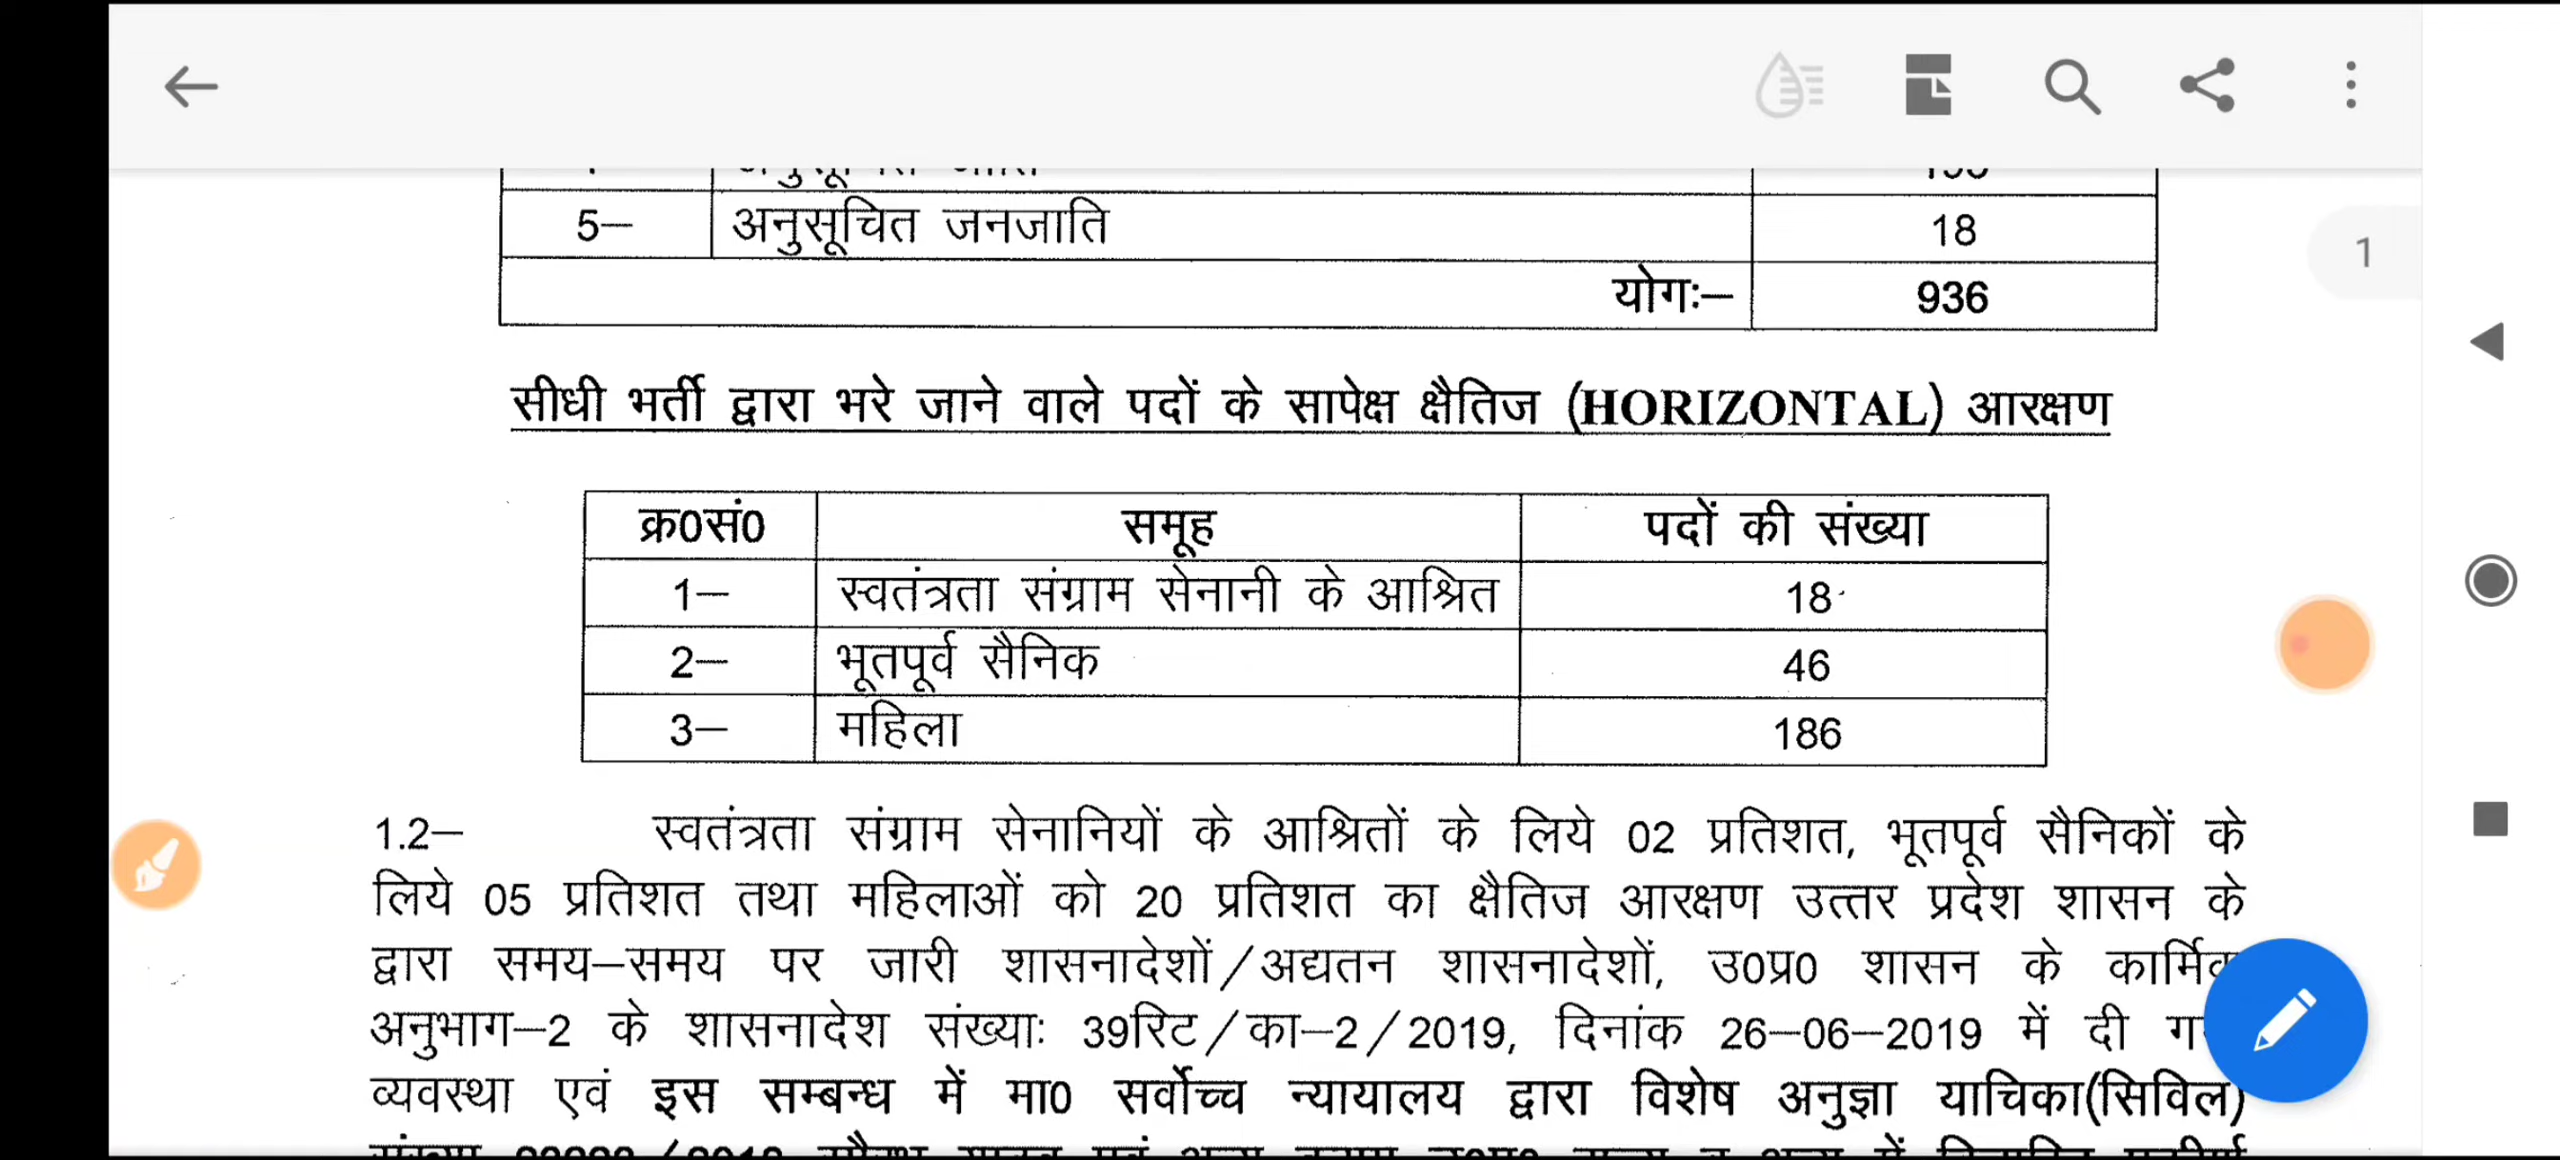 5— अनुसूचित जनजाति 18
योगः— 936
1
सीधी भर्ती द्वारा भरे जाने वाले पदों के सापेक्ष क्षैतिज (HORIZONTAL) आरक्षण
क्र0सं0 समूह पदों की संख्या
1— स्वतंत्रता संग्राम सेनानी के आश्रित 18
2— भूतपूर्व सैनिक 46
3— महिला 186
1.2— स्वतंत्रता संग्राम सेनानियों के आश्रितों के लिये 02 प्रतिशत, भूतपूर्व सैनिकों के
लिये 05 प्रतिशत तथा महिलाओं को 20 प्रतिशत का क्षैतिज आरक्षण उत्तर प्रदेश शासन के
द्वारा समय—समय पर जारी शासनादेशों/अद्यतन शासनादेशों, उ0प्र0 शासन के कार्मिक
अनुभाग—2 के शासनादेश संख्याः 39रिट/का—2/2019, दिनांक 26—06—2019 में दी
व्यवस्था एवं इस सम्बन्ध में मा0 सर्वोच्च न्यायालय द्वारा विशेष अनुज्ञा याचिका(सिविल)